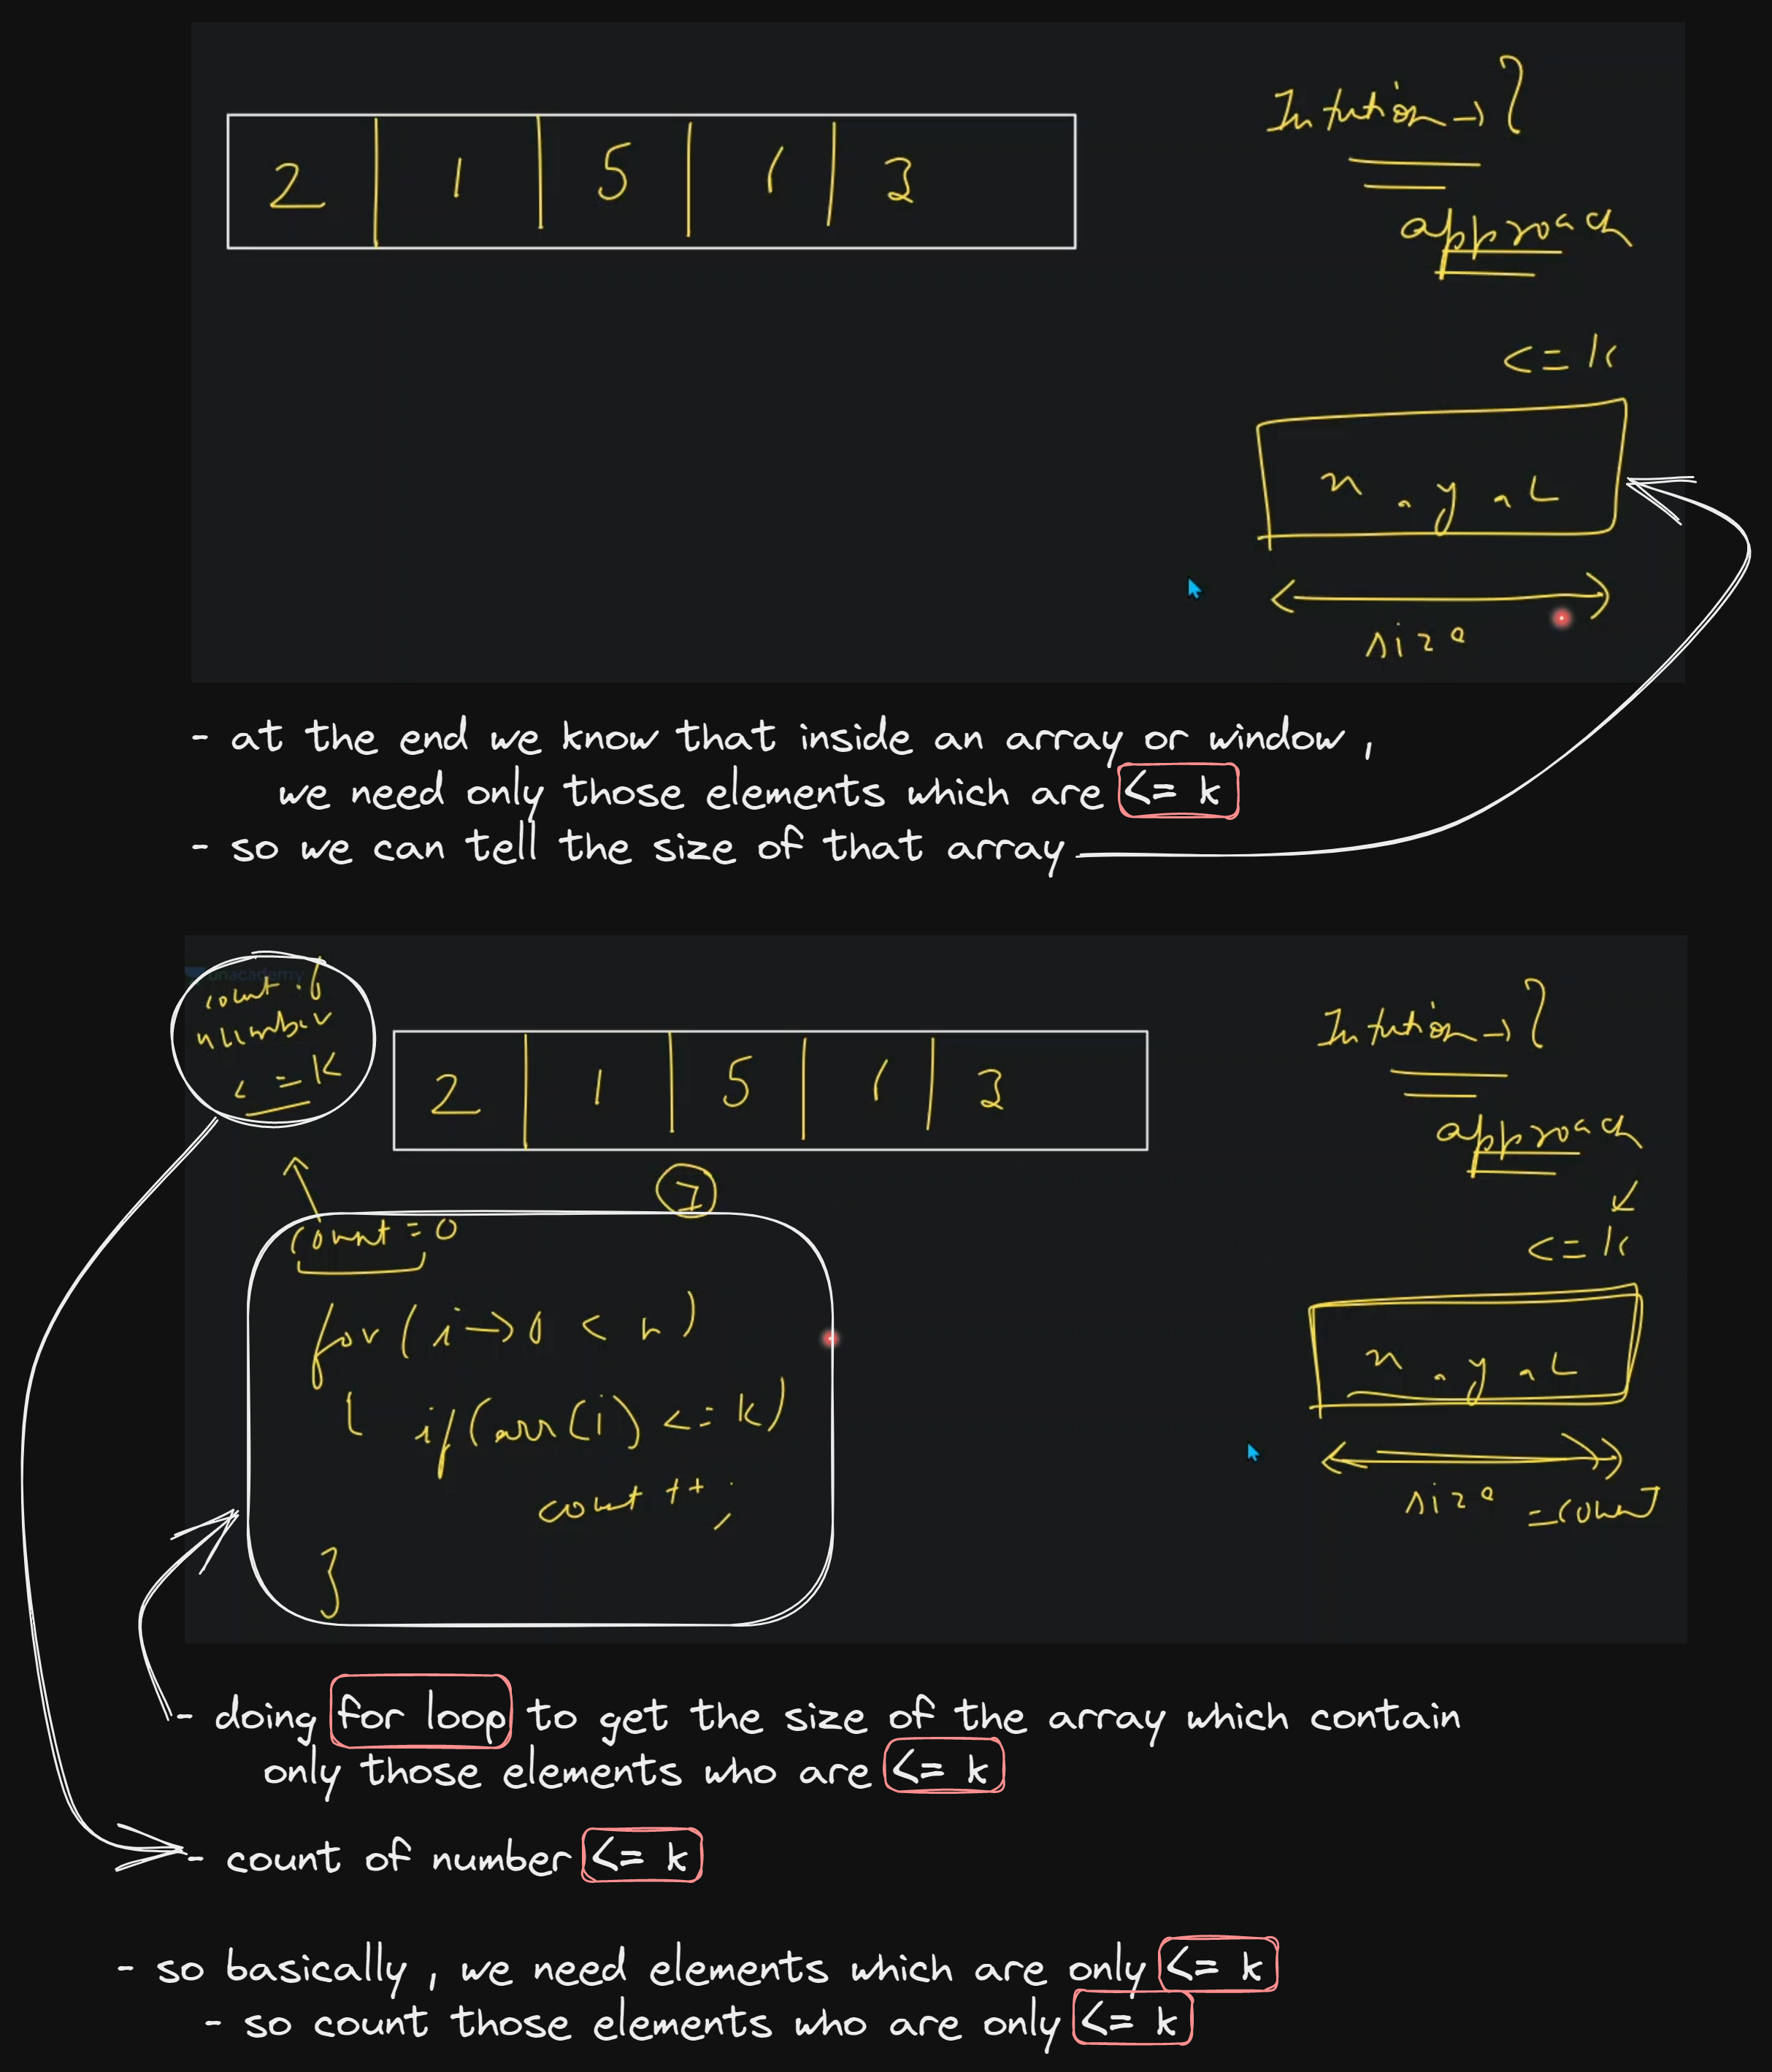 2 1 5 1 3
Intution → ?
approach
<= k
x , y , z
size
- at the end we know that inside an array or window ,
we need only those elements which are <= k
- so we can tell the size of that array
unacademy
count of
number
<= k
2 1 5 1 3
Intution → ?
approach
<= k
x , y , z
size = count
count = 0
for ( i → 0 < n )
{ if (arr(i) <= k)
count ++ ;
}
- doing for loop to get the size of the array which contain
only those elements who are <= k
- count of number <= k
- so basically , we need elements which are only <= k
- so count those elements who are only <= k